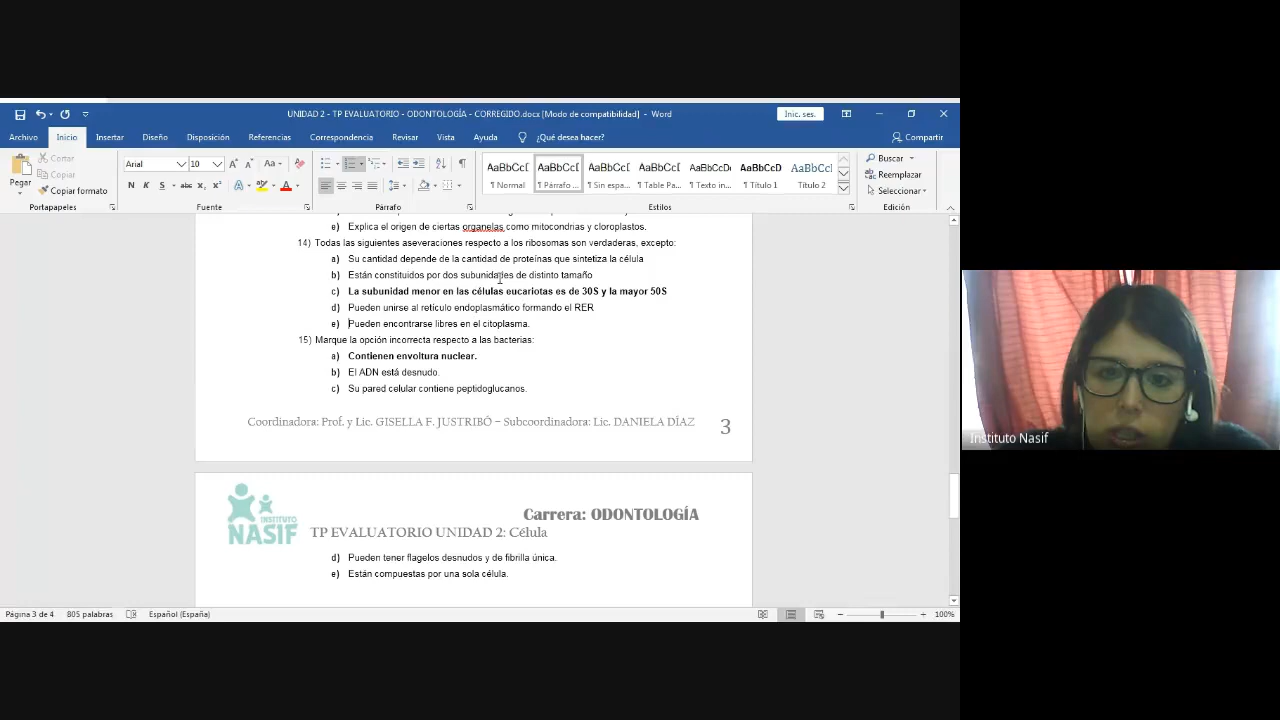 UNIDAD 2 - TP EVALUATORIO - ODONTOLOGÍA - CORREGIDO.docx [Modo de compatibilidad] - Word
Inic. ses.
Archivo Inicio Insertar Diseño Disposición Referencias Correspondencia Revisar Vista Ayuda ¿Qué desea hacer? Compartir
Pegar
Cortar
Copiar
Copiar formato
Portapapeles
Arial 10
N K S abc x₂ x²
Fuente
Párrafo
AaBbCc[ AaBbCc[ AaBbCc[ AaBbCc[ AaBbCcD AaBbCcD AaBbCcD
¶ Normal ¶ Párrafo ... ¶ Sin espa... ¶ Table Pa... ¶ Texto in... ¶ Título 1 Título 2
Estilos
Buscar
Reemplazar
Seleccionar
Edición
e) Explica el origen de ciertas organelas como mitocondrias y cloroplastos.
14) Todas las siguientes aseveraciones respecto a los ribosomas son verdaderas, excepto:
a) Su cantidad depende de la cantidad de proteínas que sintetiza la célula
b) Están constituidos por dos subunidades de distinto tamaño
c) La subunidad menor en las células eucariotas es de 30S y la mayor 50S
d) Pueden unirse al retículo endoplasmático formando el RER
e) Pueden encontrarse libres en el citoplasma.
15) Marque la opción incorrecta respecto a las bacterias:
a) Contienen envoltura nuclear.
b) El ADN está desnudo.
c) Su pared celular contiene peptidoglucanos.
Coordinadora: Prof. y Lic. GISELLA F. JUSTRIBÓ – Subcoordinadora: Lic. DANIELA DÍAZ 3
INSTITUTO
NASIF
Carrera: ODONTOLOGÍA
TP EVALUATORIO UNIDAD 2: Célula
d) Pueden tener flagelos desnudos y de fibrilla única.
e) Están compuestas por una sola célula.
Página 3 de 4 805 palabras Español (España) 100%
Instituto Nasif